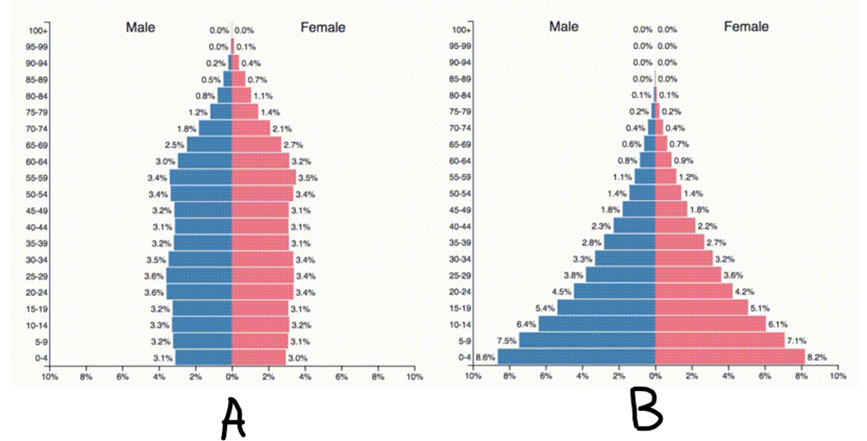 Male Female
100+ 0.0% 0.0%
95-99 0.0% 0.1%
90-94 0.2% 0.4%
85-89 0.5% 0.7%
80-84 0.8% 1.1%
75-79 1.2% 1.4%
70-74 1.8% 2.1%
65-69 2.5% 2.7%
60-64 3.0% 3.2%
55-59 3.4% 3.5%
50-54 3.4% 3.4%
45-49 3.2% 3.1%
40-44 3.1% 3.1%
35-39 3.2% 3.1%
30-34 3.5% 3.4%
25-29 3.6% 3.4%
20-24 3.6% 3.4%
15-19 3.2% 3.1%
10-14 3.3% 3.2%
5-9 3.2% 3.1%
0-4 3.1% 3.0%
10% 8% 6% 4% 2% 0% 2% 4% 6% 8% 10%
A
Male Female
100+ 0.0% 0.0%
95-99 0.0% 0.0%
90-94 0.0% 0.0%
85-89 0.0% 0.0%
80-84 0.1% 0.1%
75-79 0.2% 0.2%
70-74 0.4% 0.4%
65-69 0.6% 0.7%
60-64 0.8% 0.9%
55-59 1.1% 1.2%
50-54 1.4% 1.4%
45-49 1.8% 1.8%
40-44 2.3% 2.2%
35-39 2.8% 2.7%
30-34 3.3% 3.2%
25-29 3.8% 3.6%
20-24 4.5% 4.2%
15-19 5.4% 5.1%
10-14 6.4% 6.1%
5-9 7.5% 7.1%
0-4 8.6% 8.2%
10% 8% 6% 4% 2% 0% 2% 4% 6% 8% 10%
B